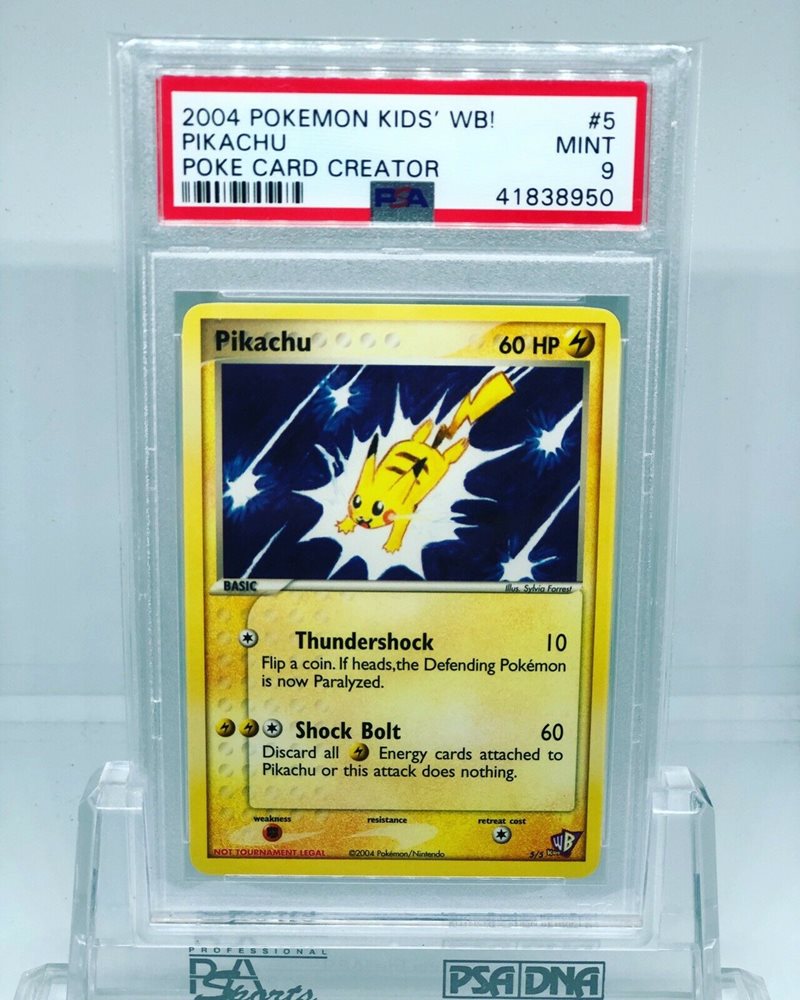 2004 POKEMON KIDS' WB! #5
PIKACHU MINT
POKE CARD CREATOR 9
PSA 41838950
Pikachu 60 HP
BASIC Illus. Sylvia Forrest
Thundershock 10
Flip a coin. If heads,the Defending Pokémon
is now Paralyzed.
Shock Bolt 60
Discard all Energy cards attached to
Pikachu or this attack does nothing.
weakness resistance retreat cost
NOT TOURNAMENT LEGAL ©2004 Pokémon/Nintendo 5/5 WB
PROFESSIONAL
Sports PSA DNA